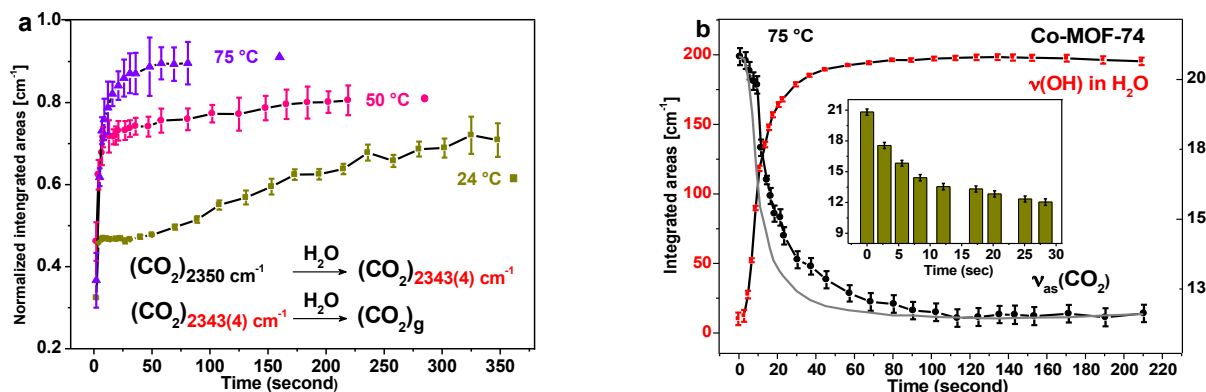 a
Normalized intengrated areas [cm⁻¹]
1.0
0.8
0.6
0.4
0.2
75 °C
50 °C
24 °C
(CO₂)₂₃₅₀ cm⁻¹ H₂O (CO₂)₂₃₄₃₍₄₎ cm⁻¹
(CO₂)₂₃₄₃₍₄₎ cm⁻¹ H₂O (CO₂)g
0 50 100 150 200 250 300 350
Time (second)
b
75 °C
Co-MOF-74
ν(OH) in H₂O
νas(CO₂)
Integrated areas [cm⁻¹]
200
150
100
50
0
20
18
15
12
21
18
15
12
9
0 5 10 15 20 25 30
Time (sec)
0 20 40 60 80 100 120 140 160 180 200 220
Time (second)